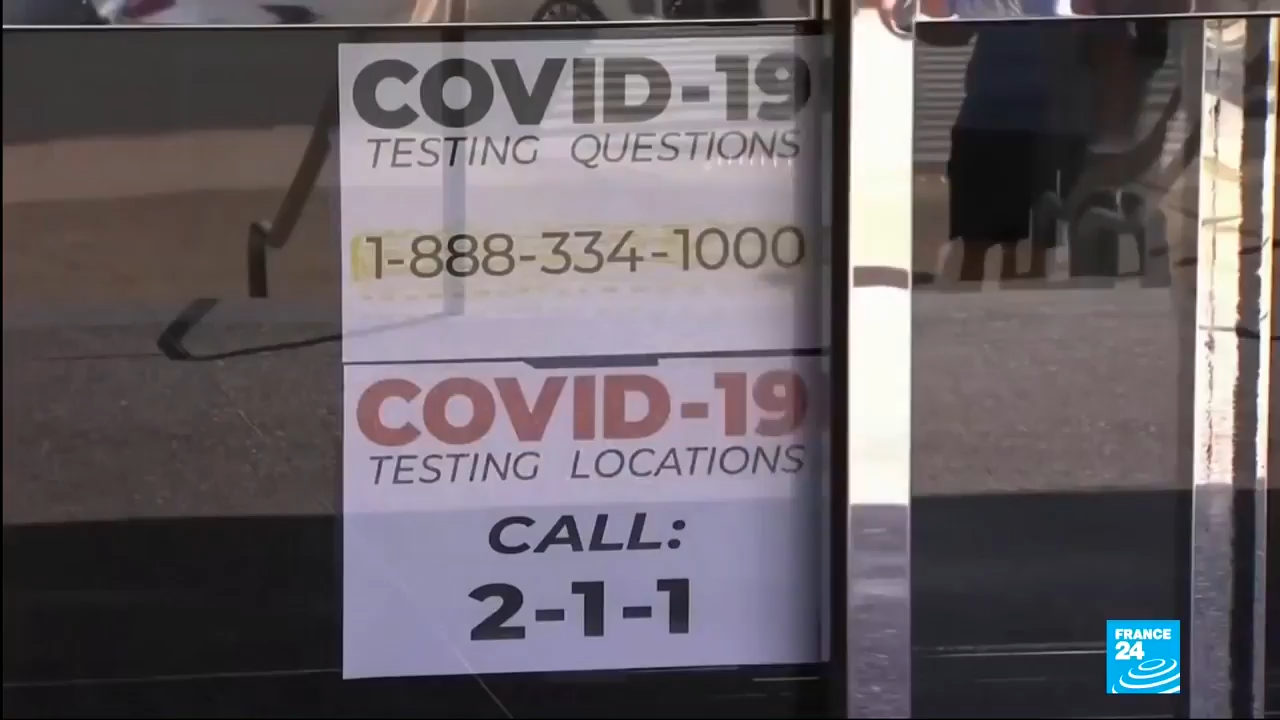 COVID-19
TESTING QUESTIONS
1-888-334-1000
COVID-19
TESTING LOCATIONS
CALL:
2-1-1
FRANCE
24